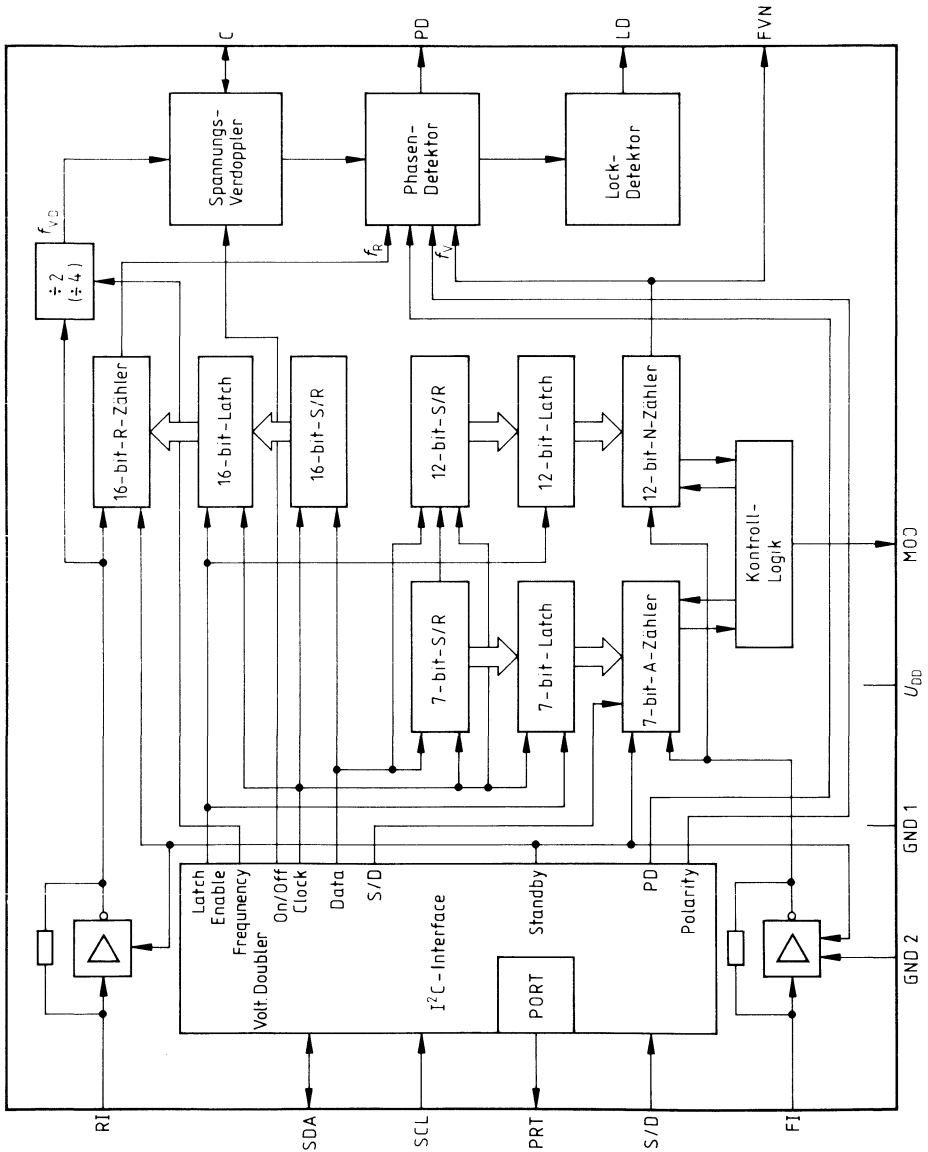 RI
SDA
SCL
PRT
S/D
FI
Volt. Doubler
I²C-Interface
PORT
Latch
Enable
Frequnency
On/Off
Clock
Data
S/D
Standby
PD
Polarity
GND 2
GND 1
U_DD
MOD
7-bit-S/R
7-bit-Latch
7-bit-A-Zähler
Kontroll-
Logik
16-bit-R-Zähler
16-bit-Latch
16-bit-S/R
12-bit-S/R
12-bit-Latch
12-bit-N-Zähler
÷2
(÷4)
f_VD
f_R
f_V
Spannungs-
Verdoppler
Phasen-
Detektor
Lock-
Detektor
C
PD
LD
FVN